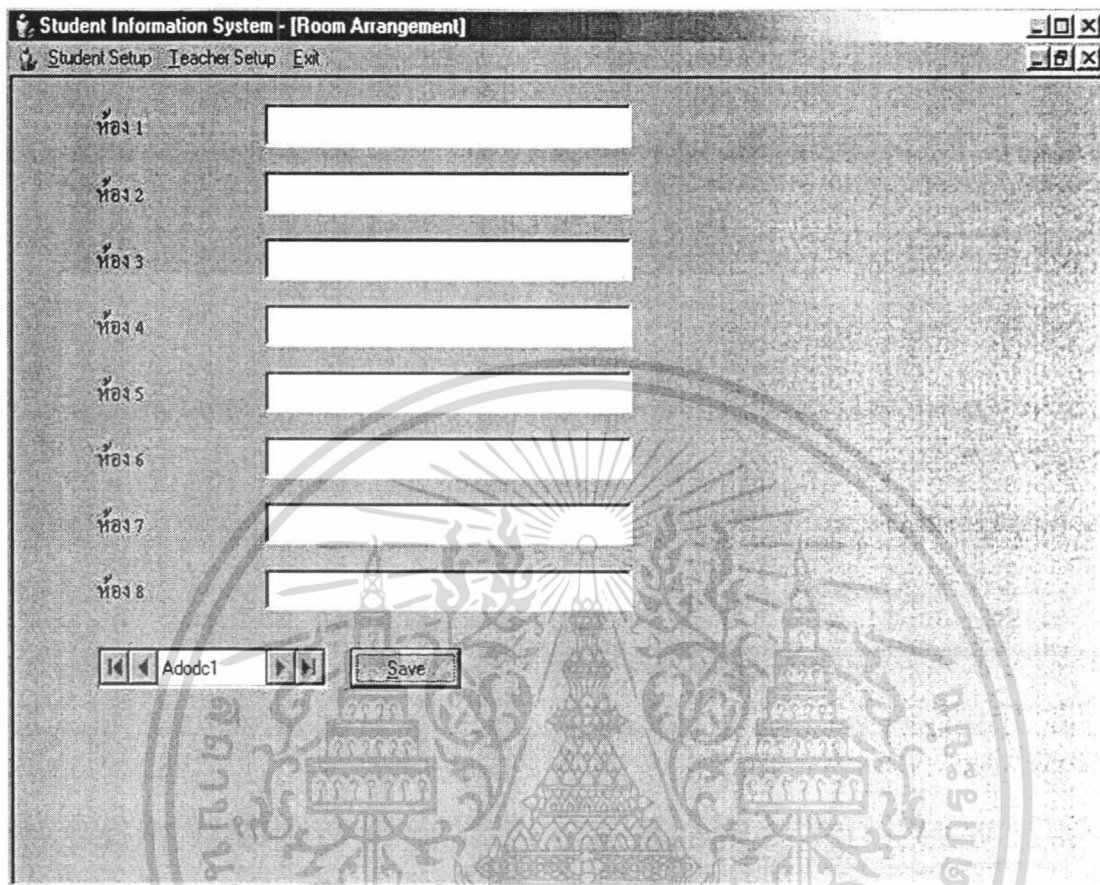 Student Information System - [Room Arrangement]
Student Setup Teacher Setup Exit
ห้อง 1
ห้อง 2
ห้อง 3
ห้อง 4
ห้อง 5
ห้อง 6
ห้อง 7
ห้อง 8
Adodc1 Save